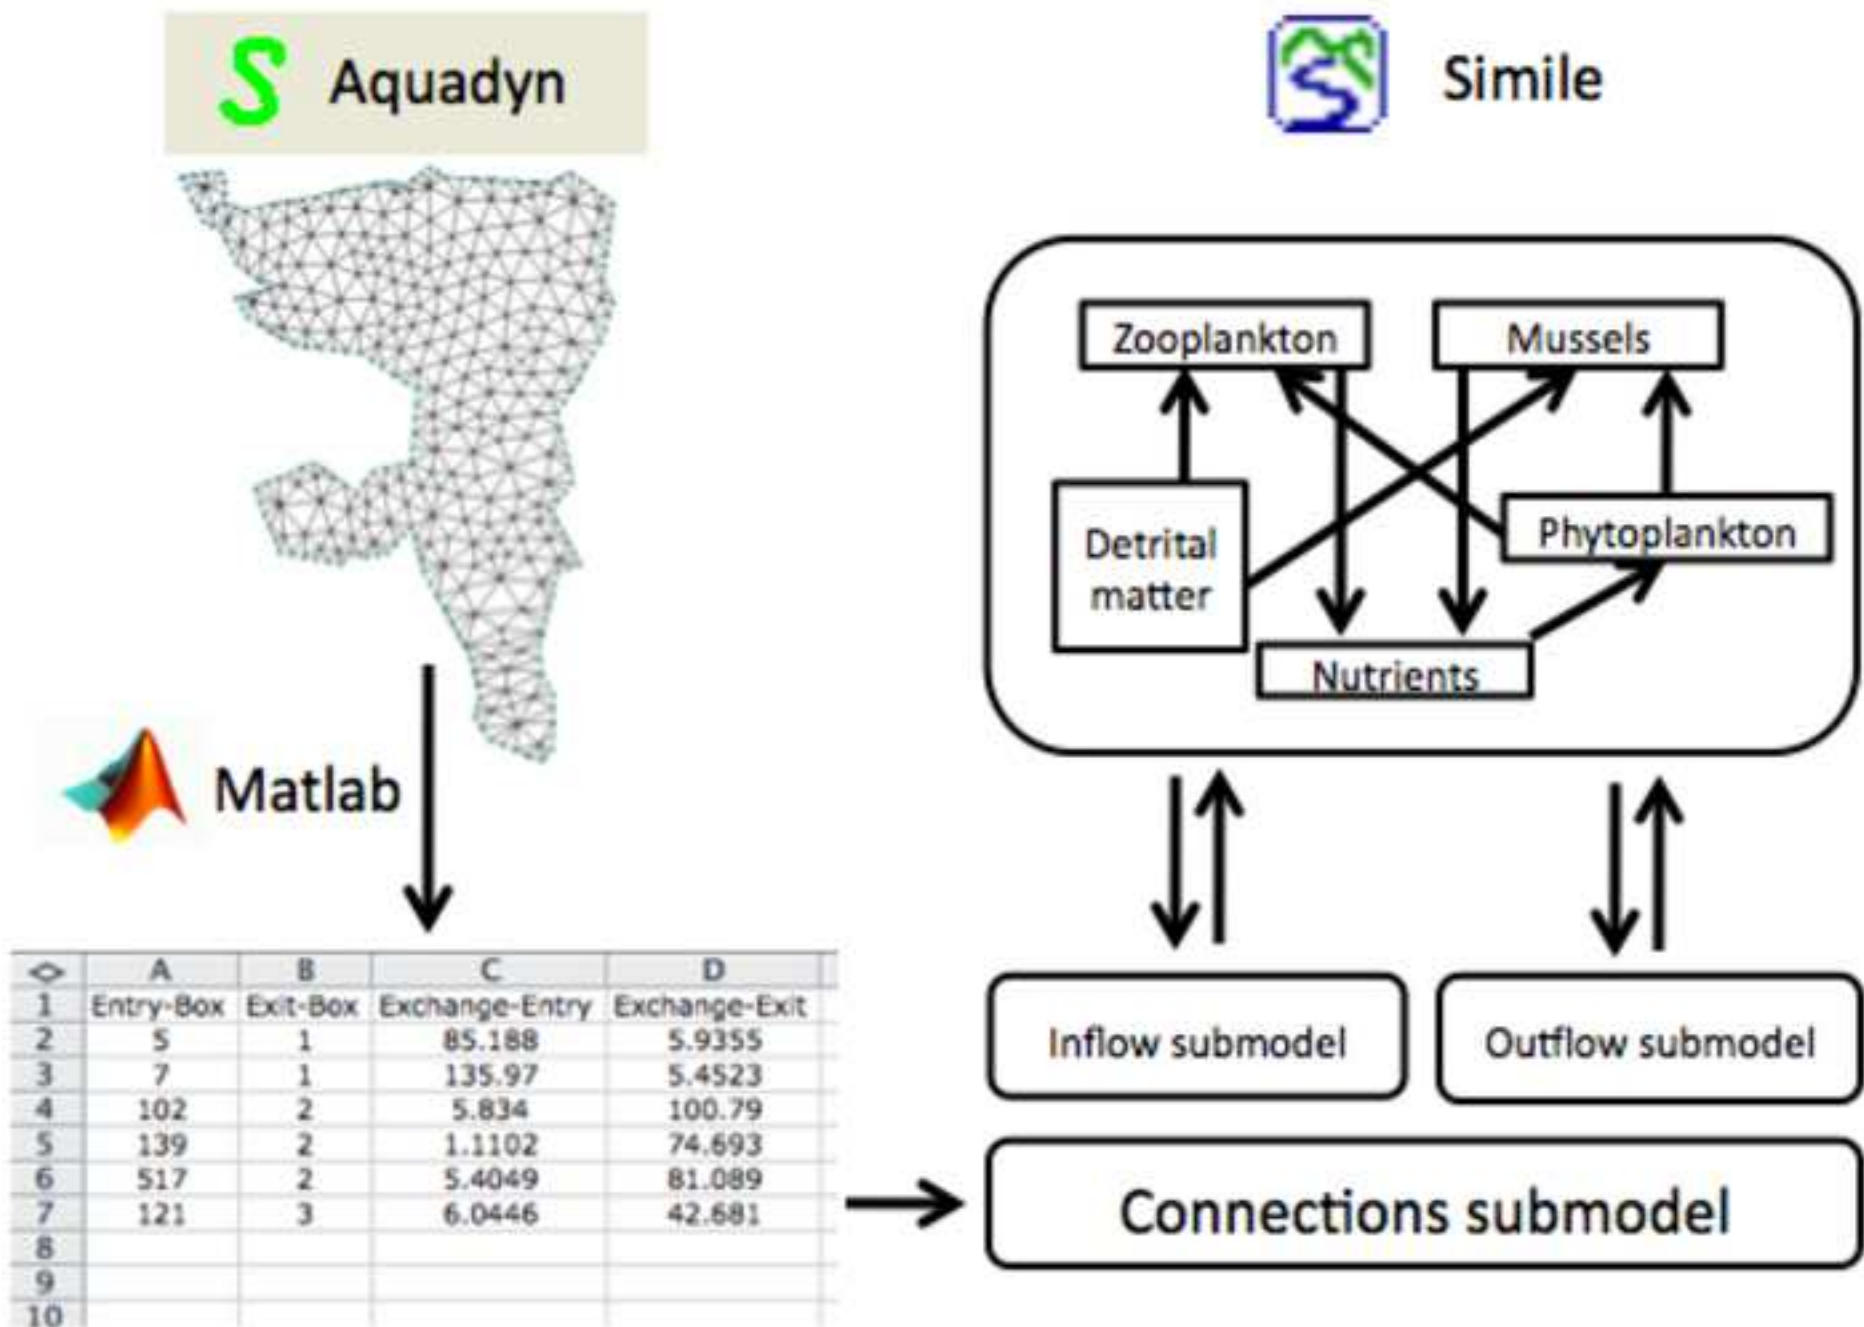 Aquadyn
Simile
Zooplankton
Mussels
Detrital
matter
Phytoplankton
Nutrients
Matlab
A B C D
1 Entry-Box Exit-Box Exchange-Entry Exchange-Exit
2 5 1 85.188 5.9355
3 7 1 135.97 5.4523
4 102 2 5.834 100.79
5 139 2 1.1102 74.693
6 517 2 5.4049 81.089
7 121 3 6.0446 42.681
8
9
10
Inflow submodel
Outflow submodel
Connections submodel